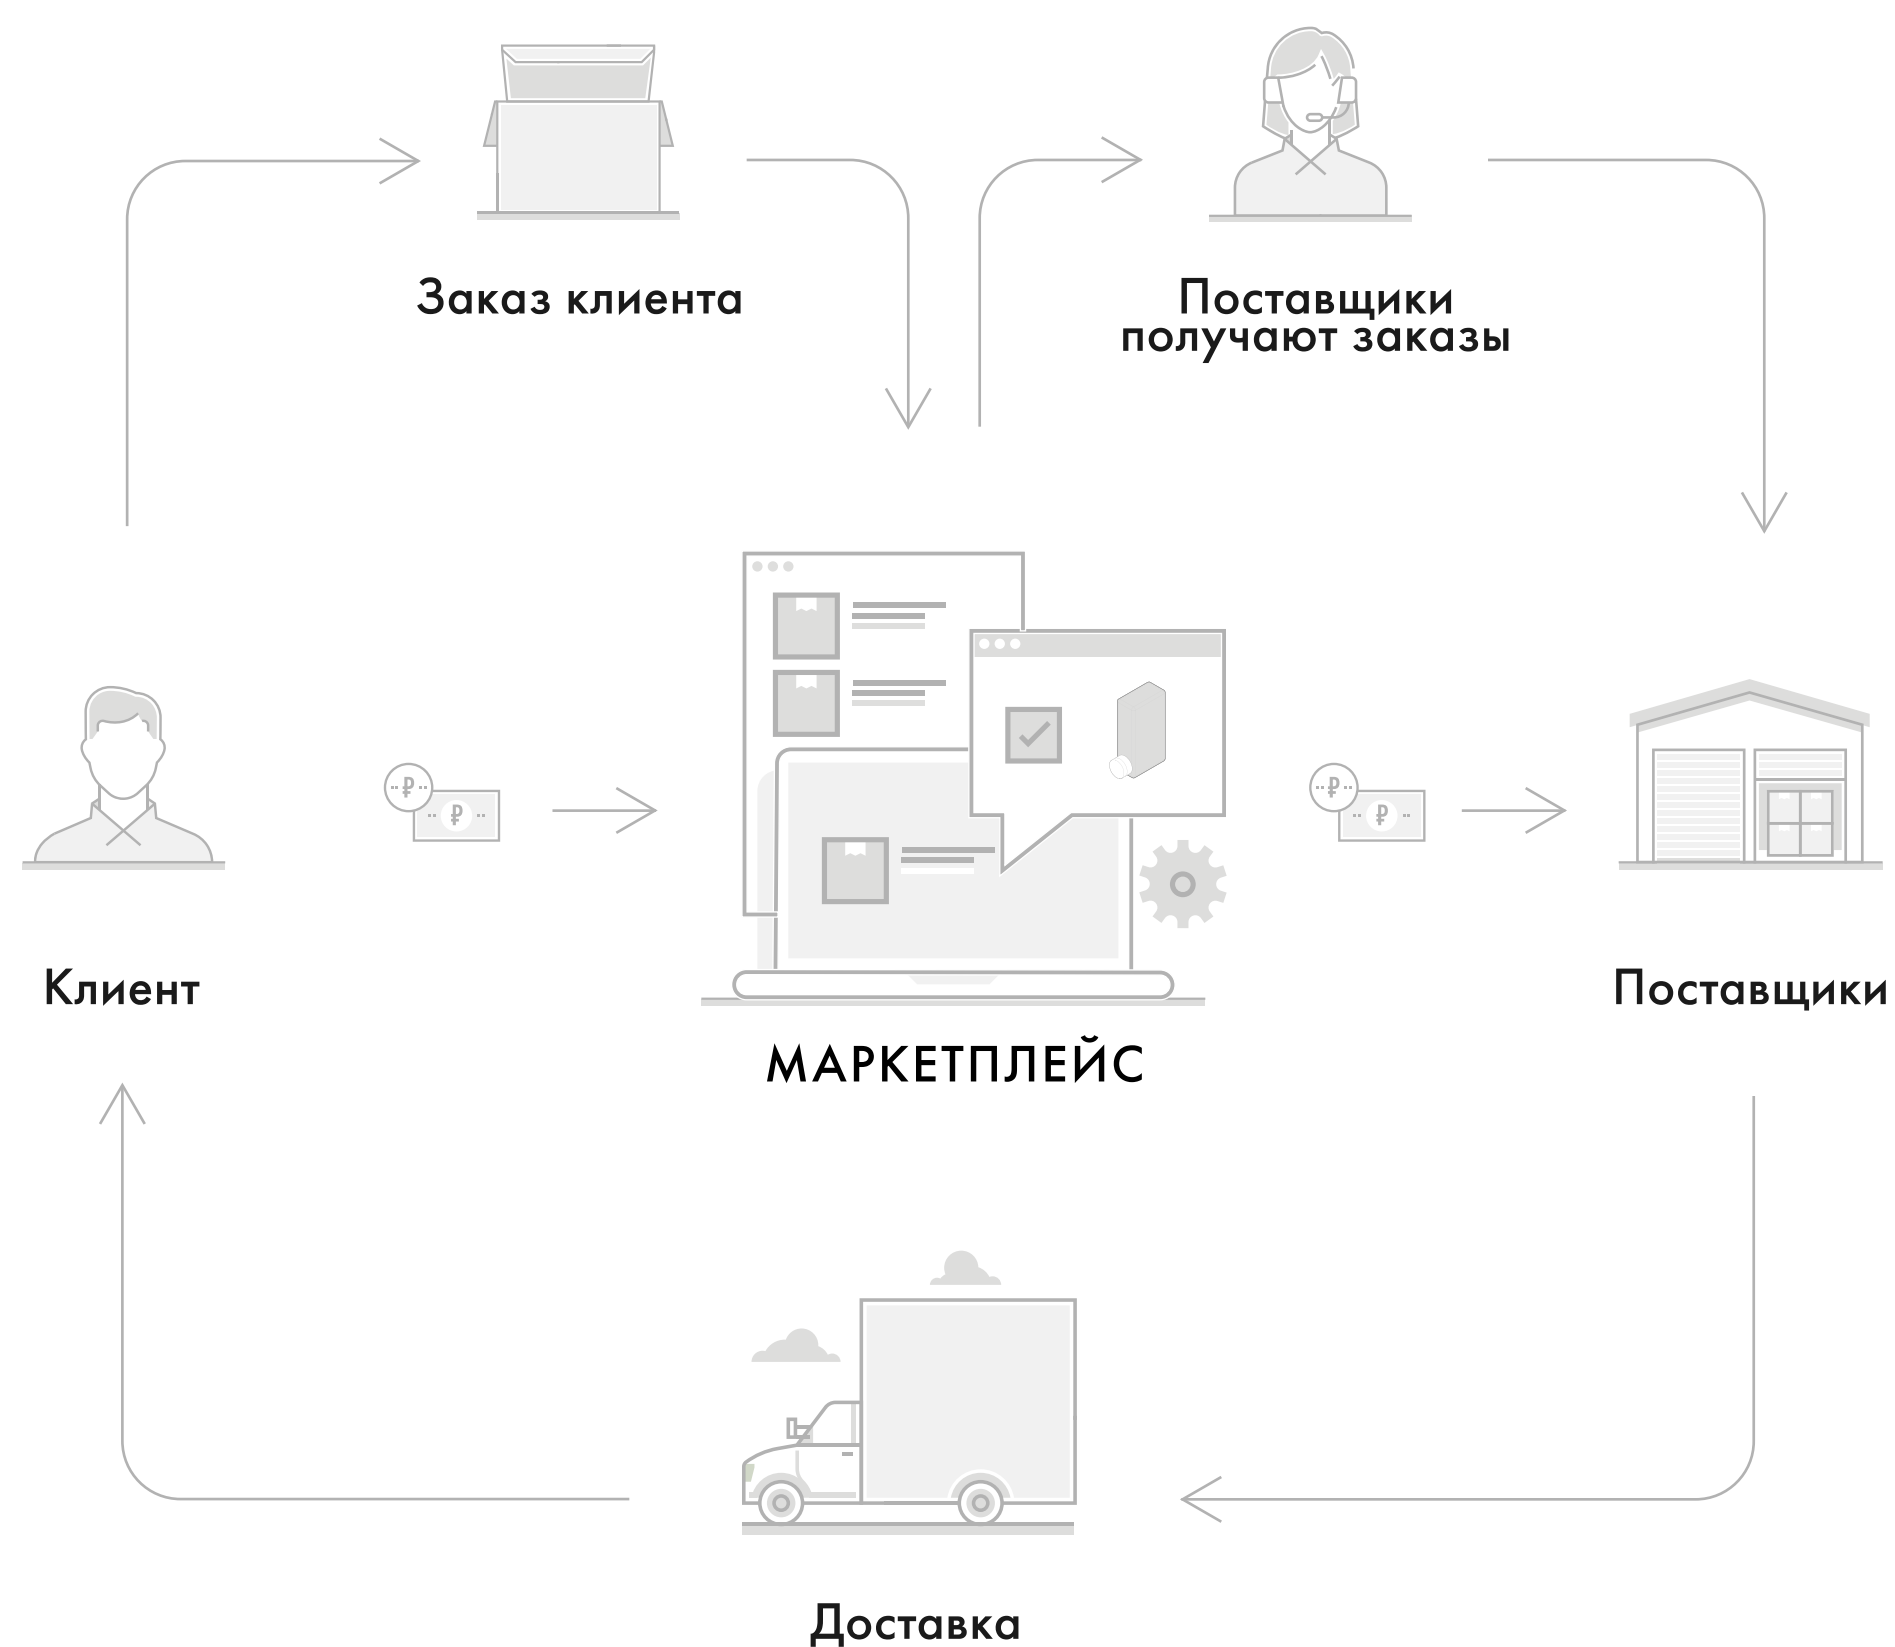 Заказ клиента
Поставщики
получают заказы
₽
₽
₽
₽
Клиент
Поставщики
МАРКЕТПЛЕЙС
Доставка